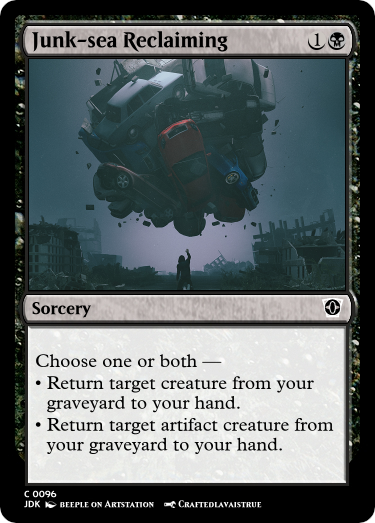 Junk-sea Reclaiming 1
Sorcery
Choose one or both —
• Return target creature from your
graveyard to your hand.
• Return target artifact creature from
your graveyard to your hand.
C 0096
JDK BEEPLE ON ARTSTATION CRAFTEDLAVAISTRUE